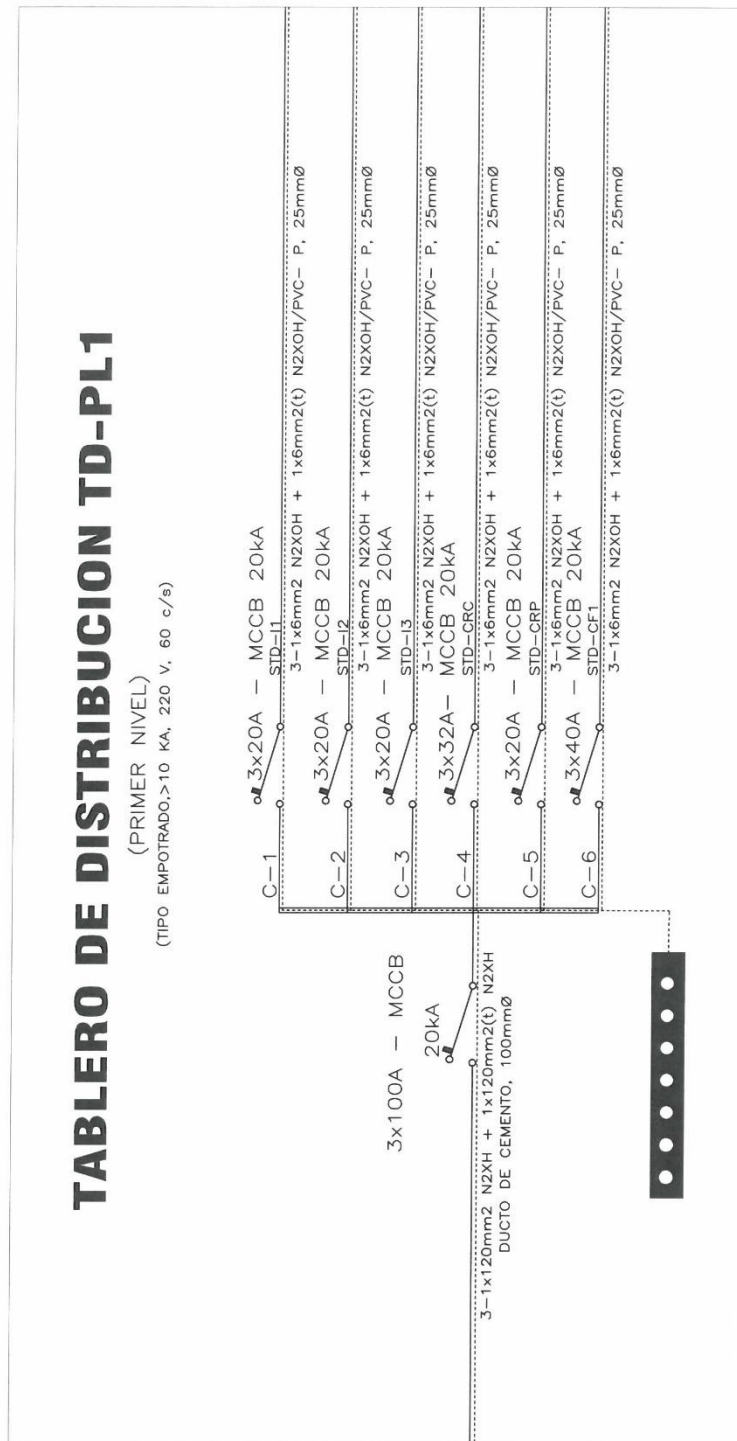 TABLERO DE DISTRIBUCION TD-PL1
(PRIMER NIVEL)
(TIPO EMPOTRADO,>10 KA, 220 V, 60 c/s)
3x100A - MCCB
20kA
3-1x120mm2 N2XH + 1x120mm2(t) N2XH
DUCTO DE CEMENTO, 100mmØ
C-1
3x20A - MCCB 20kA
STD-I1
3-1x6mm2 N2XOH + 1x6mm2(t) N2XOH/PVC- P, 25mmØ
C-2
3x20A - MCCB 20kA
STD-I2
3-1x6mm2 N2XOH + 1x6mm2(t) N2XOH/PVC- P, 25mmØ
C-3
3x20A - MCCB 20kA
STD-I3
3-1x6mm2 N2XOH + 1x6mm2(t) N2XOH/PVC- P, 25mmØ
C-4
3x32A- MCCB 20kA
STD-CRC
3-1x6mm2 N2XOH + 1x6mm2(t) N2XOH/PVC- P, 25mmØ
C-5
3x20A - MCCB 20kA
STD-CRP
3-1x6mm2 N2XOH + 1x6mm2(t) N2XOH/PVC- P, 25mmØ
C-6
3x40A - MCCB 20kA
STD-CF1
3-1x6mm2 N2XOH + 1x6mm2(t) N2XOH/PVC- P, 25mmØ